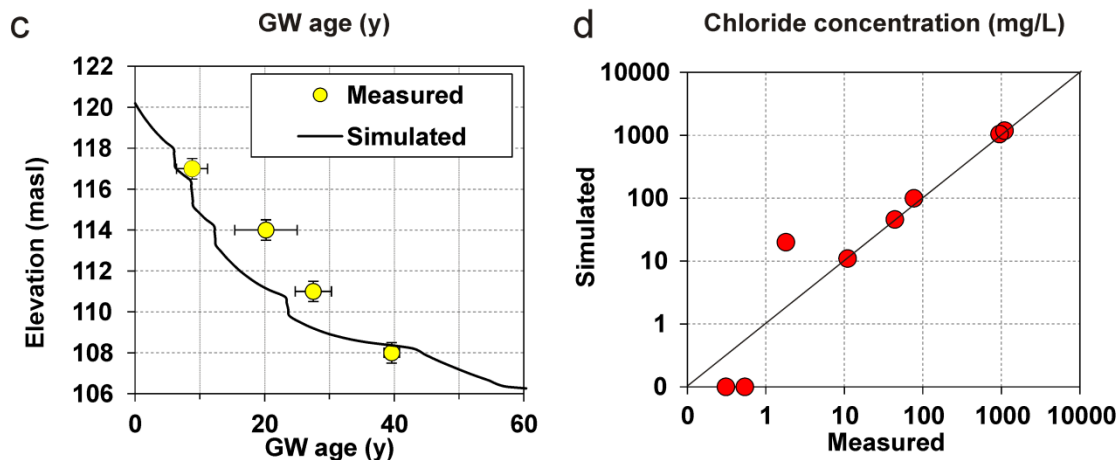 c
GW age (y)
122
120
118
116
114
112
110
108
106
Elevation (masl)
Measured
Simulated
0
20
40
60
GW age (y)
d
Chloride concentration (mg/L)
10000
1000
100
10
1
0
Simulated
0
1
10
100
1000
10000
Measured